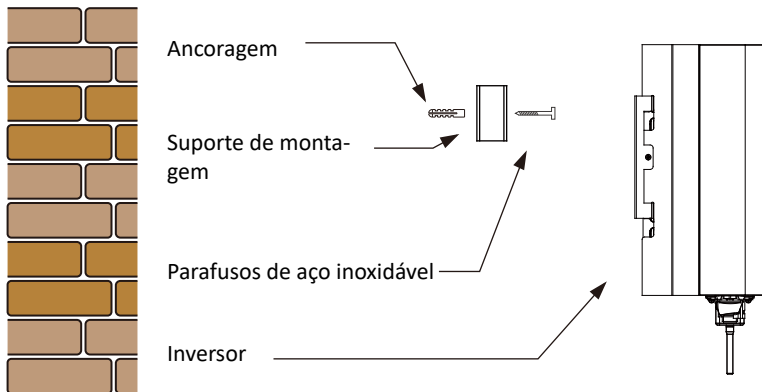 Ancoragem
Suporte de monta-
gem
Parafusos de aço inoxidável
Inversor